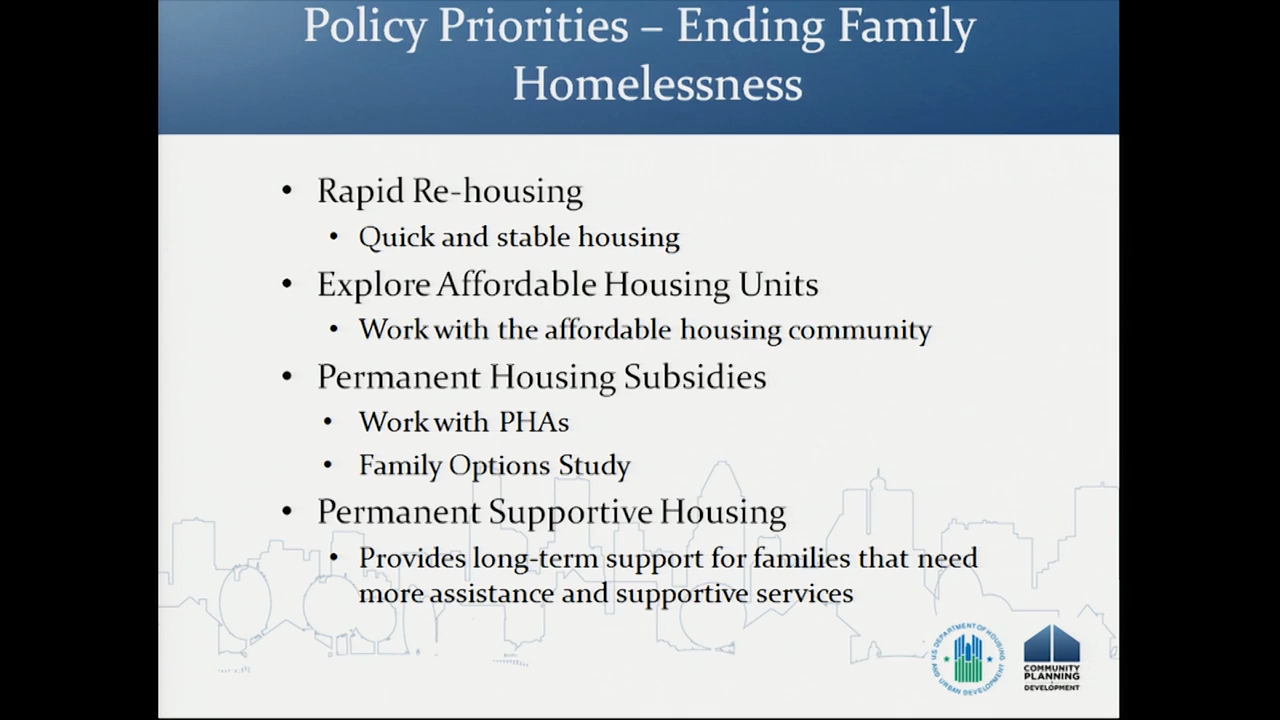 Policy Priorities – Ending Family
Homelessness
• Rapid Re-housing
• Quick and stable housing
• Explore Affordable Housing Units
• Work with the affordable housing community
• Permanent Housing Subsidies
• Work with PHAs
• Family Options Study
• Permanent Supportive Housing
• Provides long-term support for families that need
more assistance and supportive services
U.S. DEPARTMENT OF HOUSING
AND URBAN DEVELOPMENT
COMMUNITY
PLANNING
DEVELOPMENT